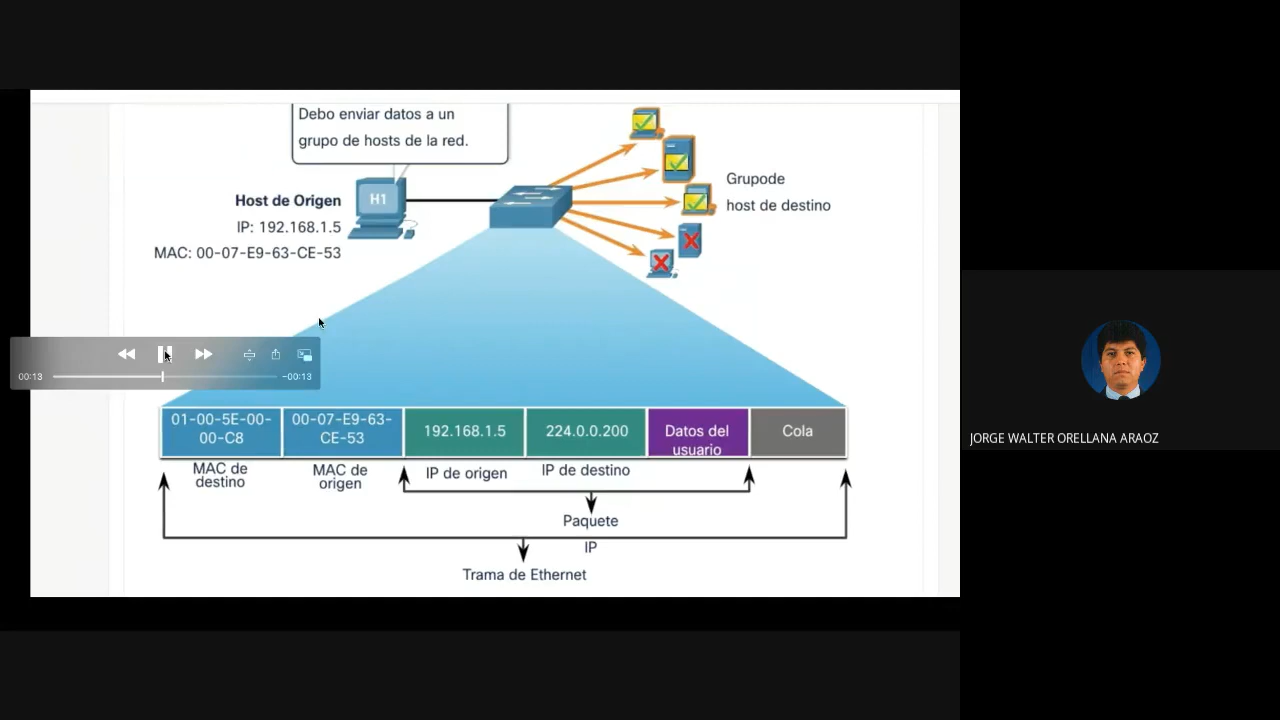 Debo enviar datos a un
grupo de hosts de la red.
Host de Origen
IP: 192.168.1.5
MAC: 00-07-E9-63-CE-53
H1
Grupode
host de destino
00:13
-00:13
01-00-5E-00-
00-C8
00-07-E9-63-
CE-53
192.168.1.5
224.0.0.200
Datos del
usuario
Cola
MAC de
destino
MAC de
origen
IP de origen
IP de destino
Paquete
IP
Trama de Ethernet
JORGE WALTER ORELLANA ARAOZ